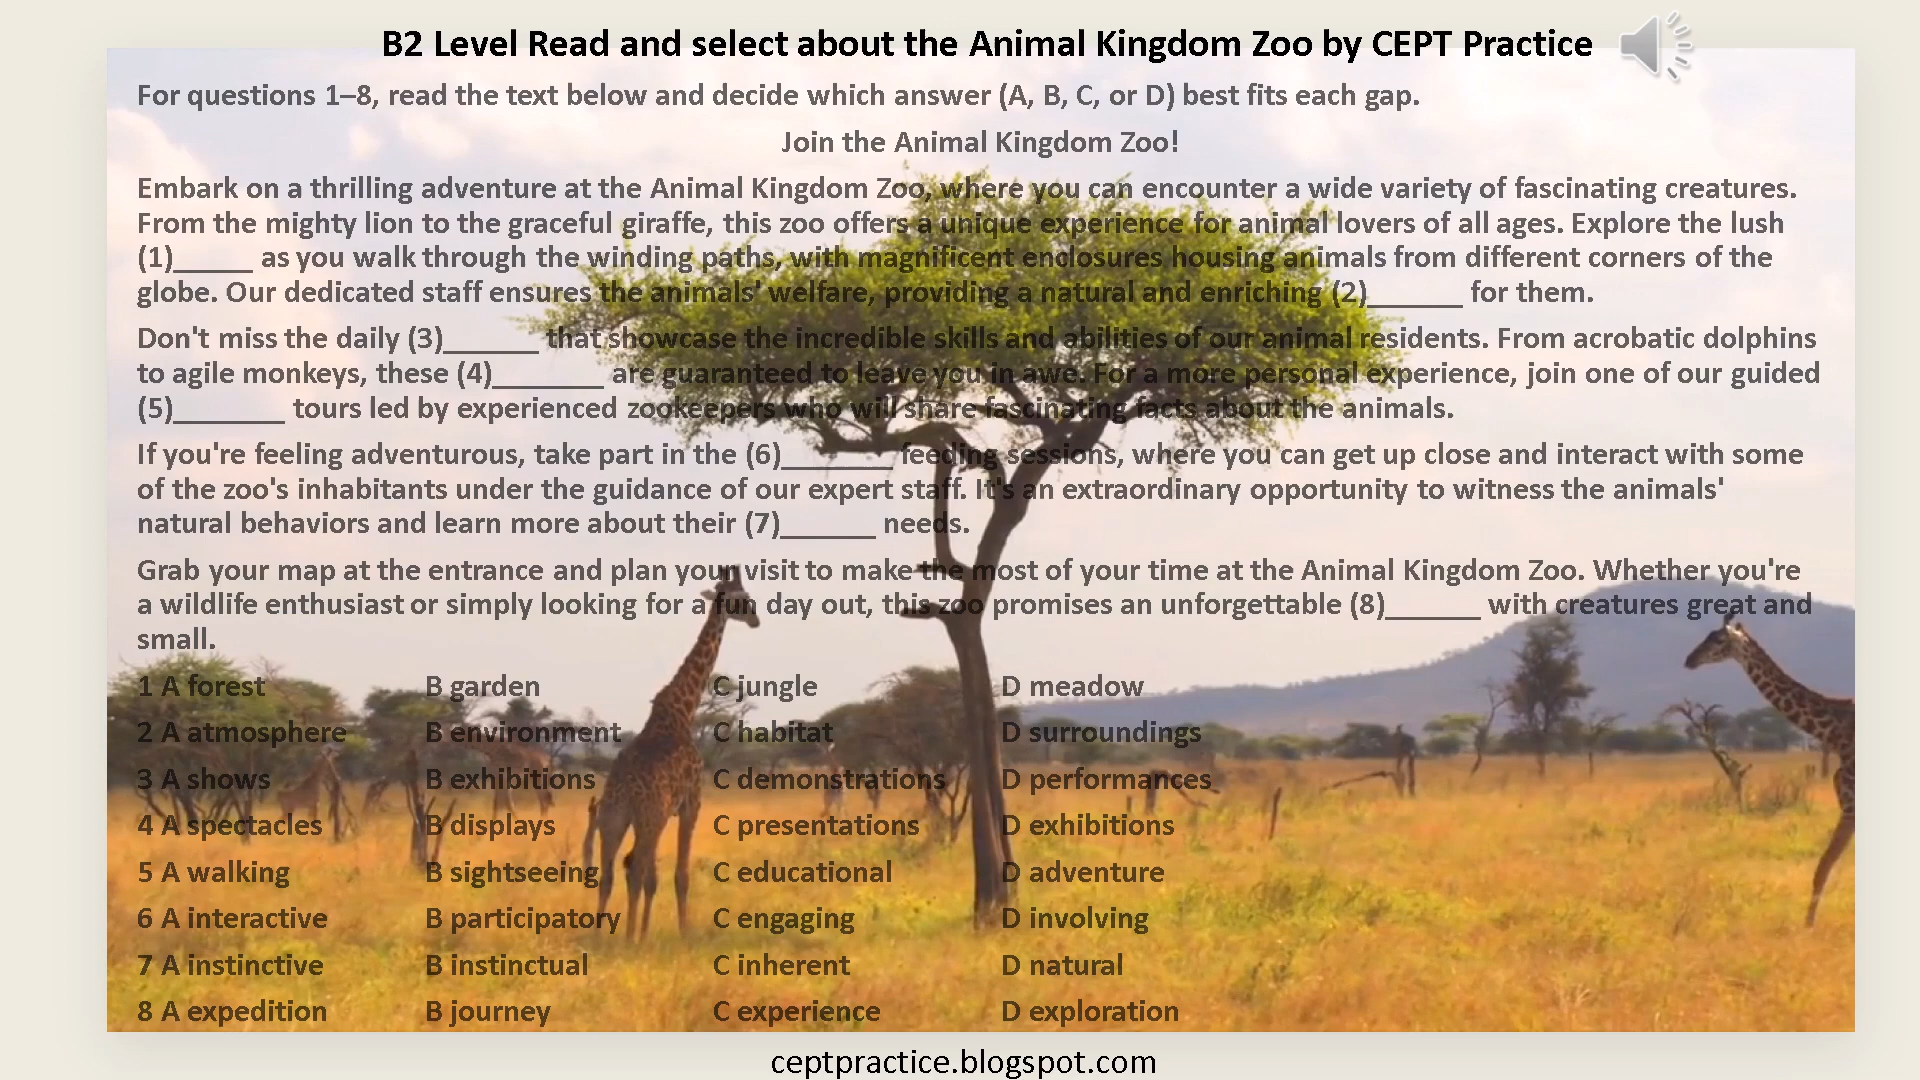 B2 Level Read and select about the Animal Kingdom Zoo by CEPT Practice
For questions 1–8, read the text below and decide which answer (A, B, C, or D) best fits each gap.
Join the Animal Kingdom Zoo!
Embark on a thrilling adventure at the Animal Kingdom Zoo, where you can encounter a wide variety of fascinating creatures.
From the mighty lion to the graceful giraffe, this zoo offers a unique experience for animal lovers of all ages. Explore the lush
(1)_____ as you walk through the winding paths, with magnificent enclosures housing animals from different corners of the
globe. Our dedicated staff ensures the animals' welfare, providing a natural and enriching (2)______ for them.
Don't miss the daily (3)______ that showcase the incredible skills and abilities of our animal residents. From acrobatic dolphins
to agile monkeys, these (4)_______ are guaranteed to leave you in awe. For a more personal experience, join one of our guided
(5)_______ tours led by experienced zookeepers who will share fascinating facts about the animals.
If you're feeling adventurous, take part in the (6)_______ feeding sessions, where you can get up close and interact with some
of the zoo's inhabitants under the guidance of our expert staff. It's an extraordinary opportunity to witness the animals'
natural behaviors and learn more about their (7)______ needs.
Grab your map at the entrance and plan your visit to make the most of your time at the Animal Kingdom Zoo. Whether you're
a wildlife enthusiast or simply looking for a fun day out, this zoo promises an unforgettable (8)______ with creatures great and
small.
1 A forest B garden C jungle D meadow
2 A atmosphere B environment C habitat D surroundings
3 A shows B exhibitions C demonstrations D performances
4 A spectacles B displays C presentations D exhibitions
5 A walking B sightseeing C educational D adventure
6 A interactive B participatory C engaging D involving
7 A instinctive B instinctual C inherent D natural
8 A expedition B journey C experience D exploration
ceptpractice.blogspot.com